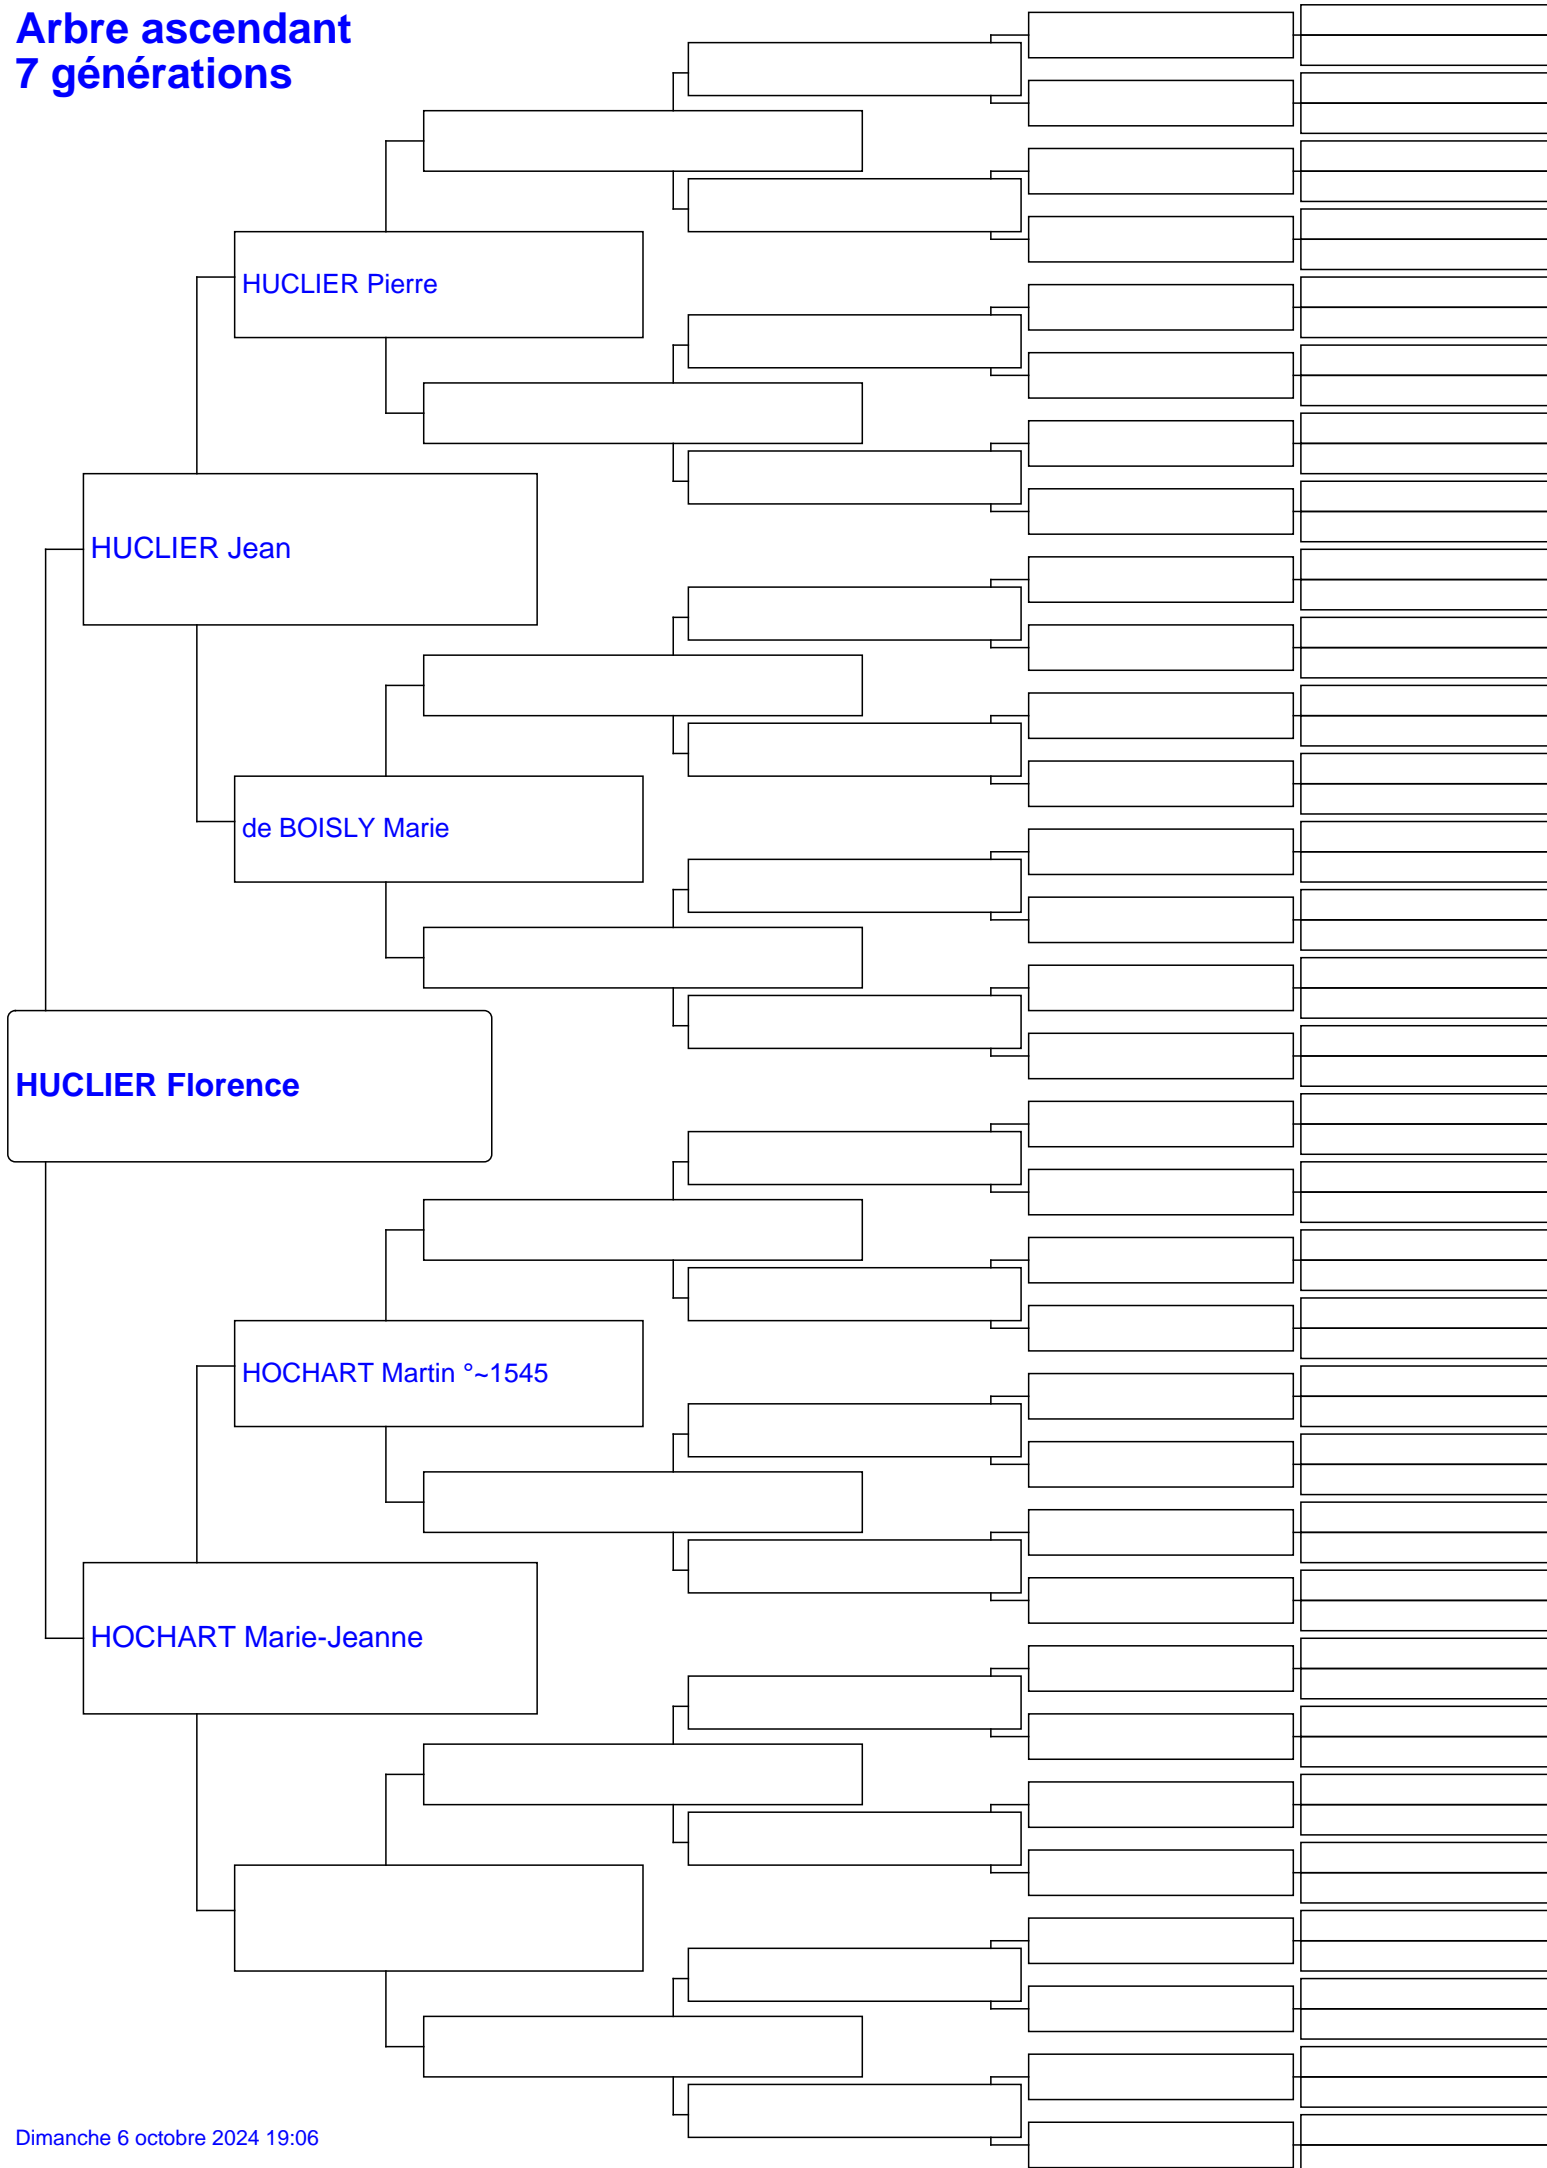 Arbre ascendant
7 générations
HUCLIER Pierre
HUCLIER Jean
de BOISLY Marie
HUCLIER Florence
HOCHART Martin °~1545
HOCHART Marie-Jeanne
Dimanche 6 octobre 2024 19:06